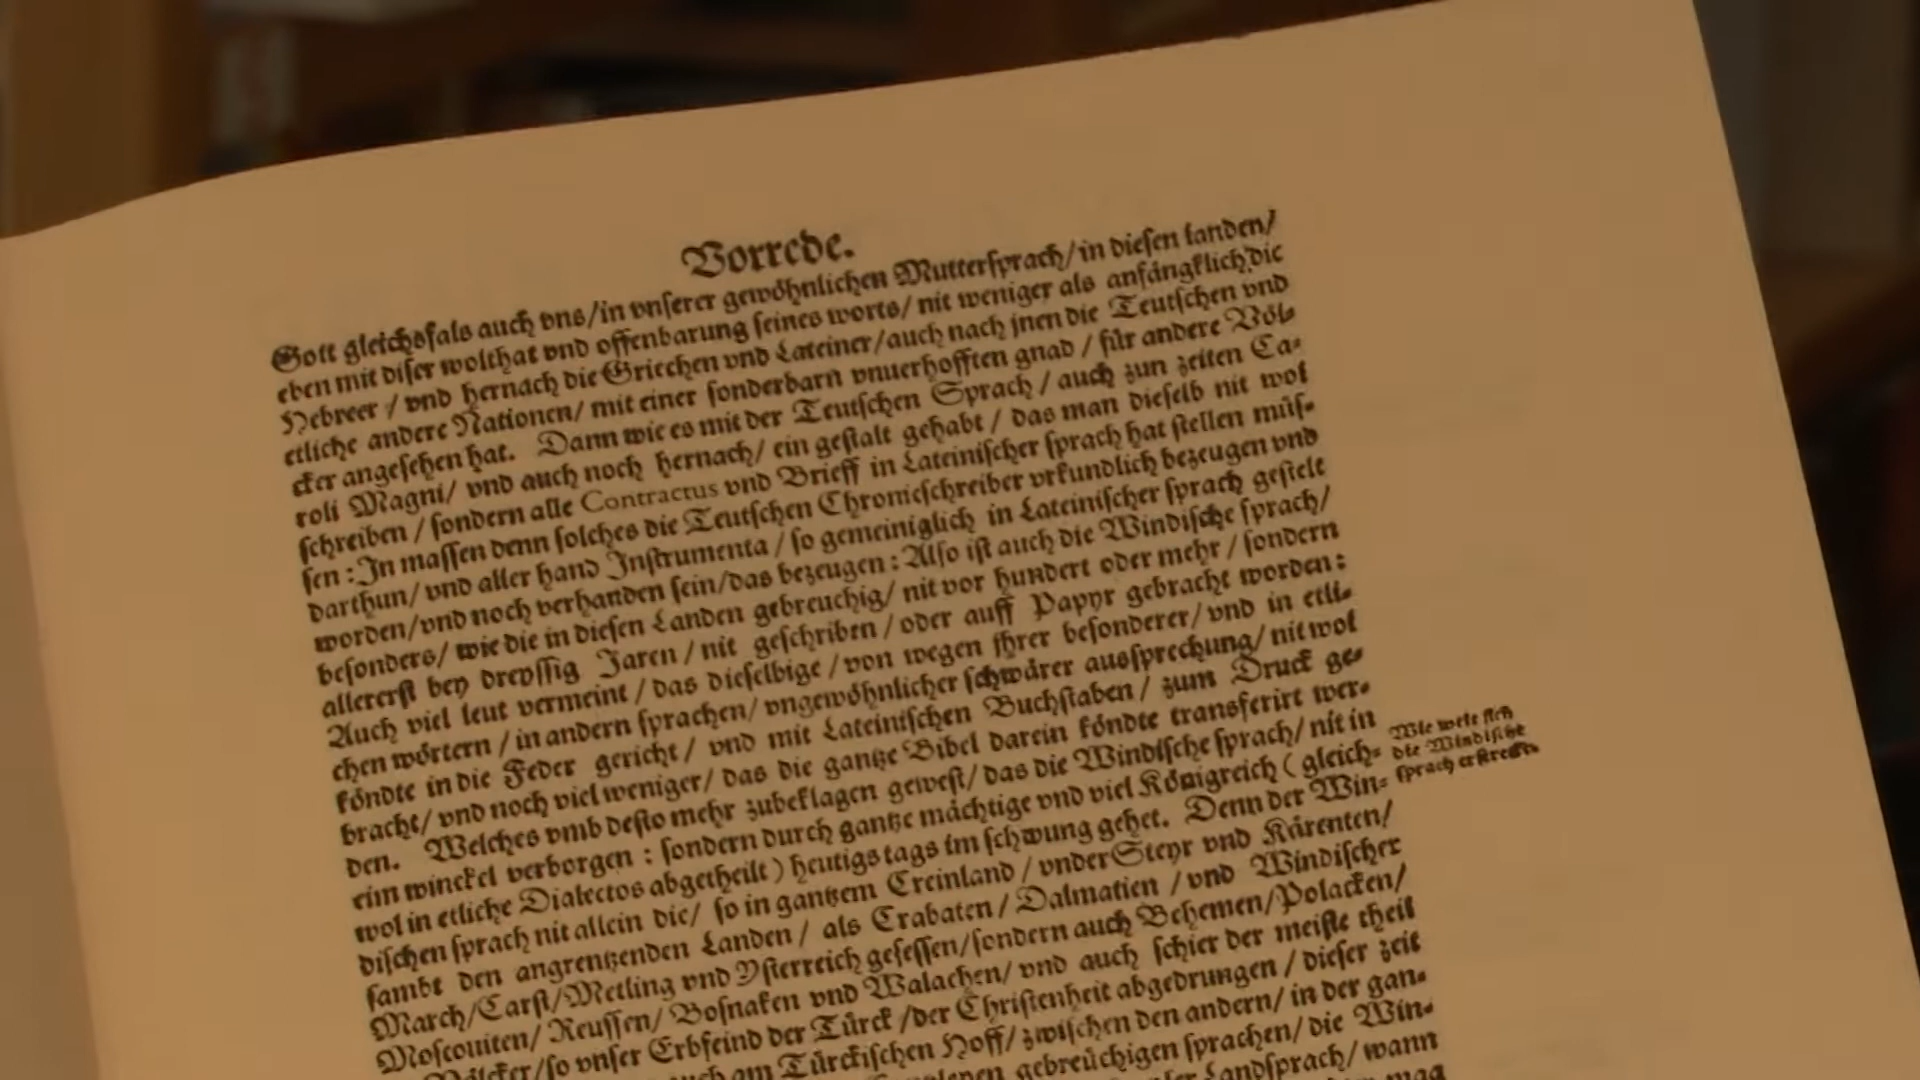 Vorrede.
Gott gleichsfals auch vns/in vnserer gewöhnlichen Muttersprach/in diesen landen/
eben mit diser wolthat vnd offenbarung seines worts/ nit weniger als anfängklich die
Hebreer / vnd hernach die Griechen vnd Lateiner/auch nach jnen die Teutschen vnd
etliche andere Nationen/ mit einer sonderbarn vnuerhofften gnad / für andere Völ-
cker angesehen hat. Dann wie es mit der Teutschen Sprach / auch zun zeiten Ca-
roli Magni/ vnd auch noch hernach/ ein gestalt gehabt / das man dieselb nit wol
schreiben / sondern alle Contractus vnd Brieff in Lateinischer sprach hat stellen müs-
sen : In massen denn solches die Teutschen Chronicschreiber vrkundlich bezeugen vnd
darthun/ vnd aller hand Instrumenta / so gemeiniglich in Lateinischer sprach gestelt
worden/vnd noch verhanden sein/das bezeugen : Also ist auch die Windische sprach/
besonders/ wie die in diesen Landen gebreuchig/ nit vor hundert oder mehr / sondern
allererst bey dreyssig Jaren / nit geschriben / oder auff Papyr gebracht worden :
Auch viel leut vermeint / das dieselbige / von wegen jhrer besonderer/ vnd in etli-
chen wörtern / in andern sprachen/ vngewöhnlicher schwärer aussprechung/ nit wol
köndte in die Feder gericht / vnd mit Lateinischen Buchstaben / zum Druck ge-
bracht/ vnd noch viel weniger/ das die gantze Bibel darein köndte transferirt wer-
den. Welches vmb desto mehr zubeklagen gewest/ das die Windische sprach/ nit in
ein winckel verborgen : sondern durch gantze mächtige vnd viel Königreich ( gleich-
wol in etliche Dialectos abgetheilt ) heutigs tags im schwung gehet. Denn der Win-
dischen sprach nit allein die/ so in gantzem Creinland / vnder Steyr vnd Kärenten/
sambt den angrentzenden Landen / als Crabaten / Dalmatien / vnd Windischer
March/Carst/Metling vnd Ysterreich gesessen/sondern auch Behemen/Polacken/
Moscouiten/ Reussen/ Bosnaken vnd Walachen/ vnd auch schier der meiste theil
Völcker/so vnser Erbfeind der Türck /der Christenheit abgedrungen / dieser zeit
auch am Türckischen Hoff/ zwischen den andern/ in der gan-
gebreüchigen sprachen/ die Win-
Landsprach/ wann
mag
Wie weit sich
die Windische
sprach erstrecke.